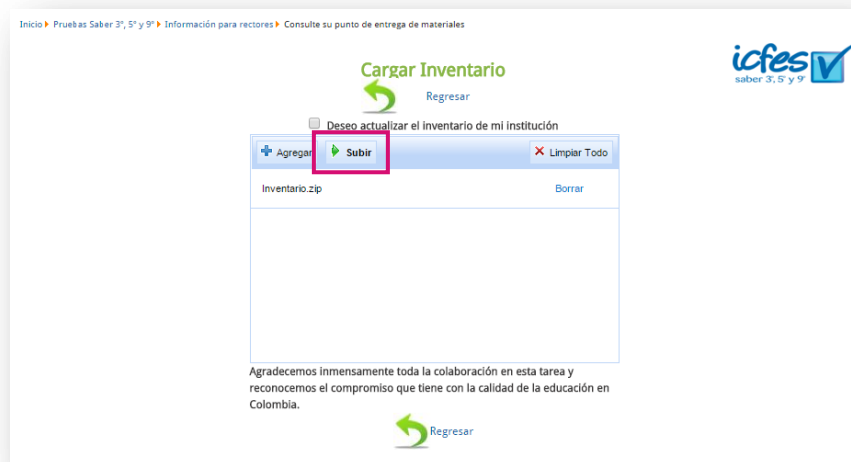 Inicio Pruebas Saber 3°, 5° y 9° Información para rectores Consulte su punto de entrega de materiales
icfes
saber 3°, 5° y 9°
Cargar Inventario
Regresar
Deseo actualizar el inventario de mi institución
Agregar Subir Limpiar Todo
Inventario.zip Borrar
Agradecemos inmensamente toda la colaboración en esta tarea y
reconocemos el compromiso que tiene con la calidad de la educación en
Colombia.
Regresar